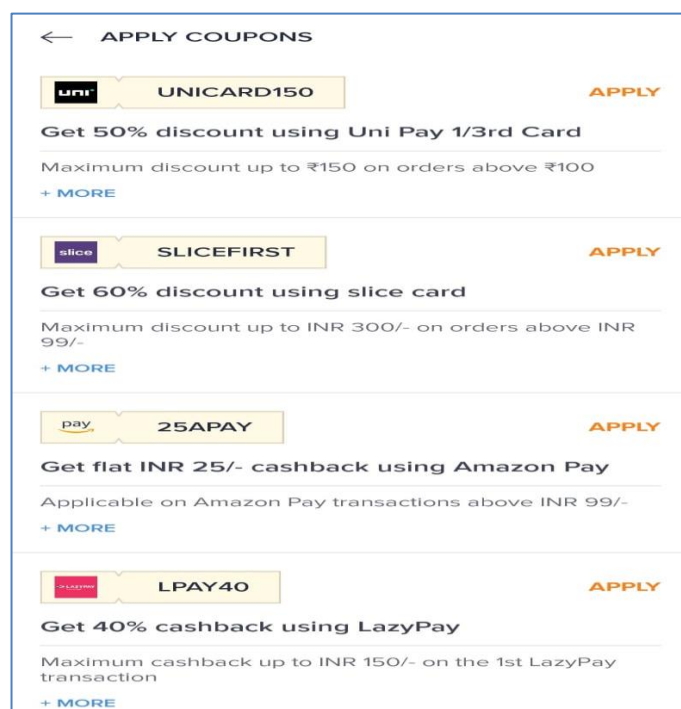 ← APPLY COUPONS
uni UNICARD150 APPLY
Get 50% discount using Uni Pay 1/3rd Card
Maximum discount up to ₹150 on orders above ₹100
+ MORE
slice SLICEFIRST APPLY
Get 60% discount using slice card
Maximum discount up to INR 300/- on orders above INR
99/-
+ MORE
pay 25APAY APPLY
Get flat INR 25/- cashback using Amazon Pay
Applicable on Amazon Pay transactions above INR 99/-
+ MORE
LAZYPAY LPAY40 APPLY
Get 40% cashback using LazyPay
Maximum cashback up to INR 150/- on the 1st LazyPay
transaction
+ MORE